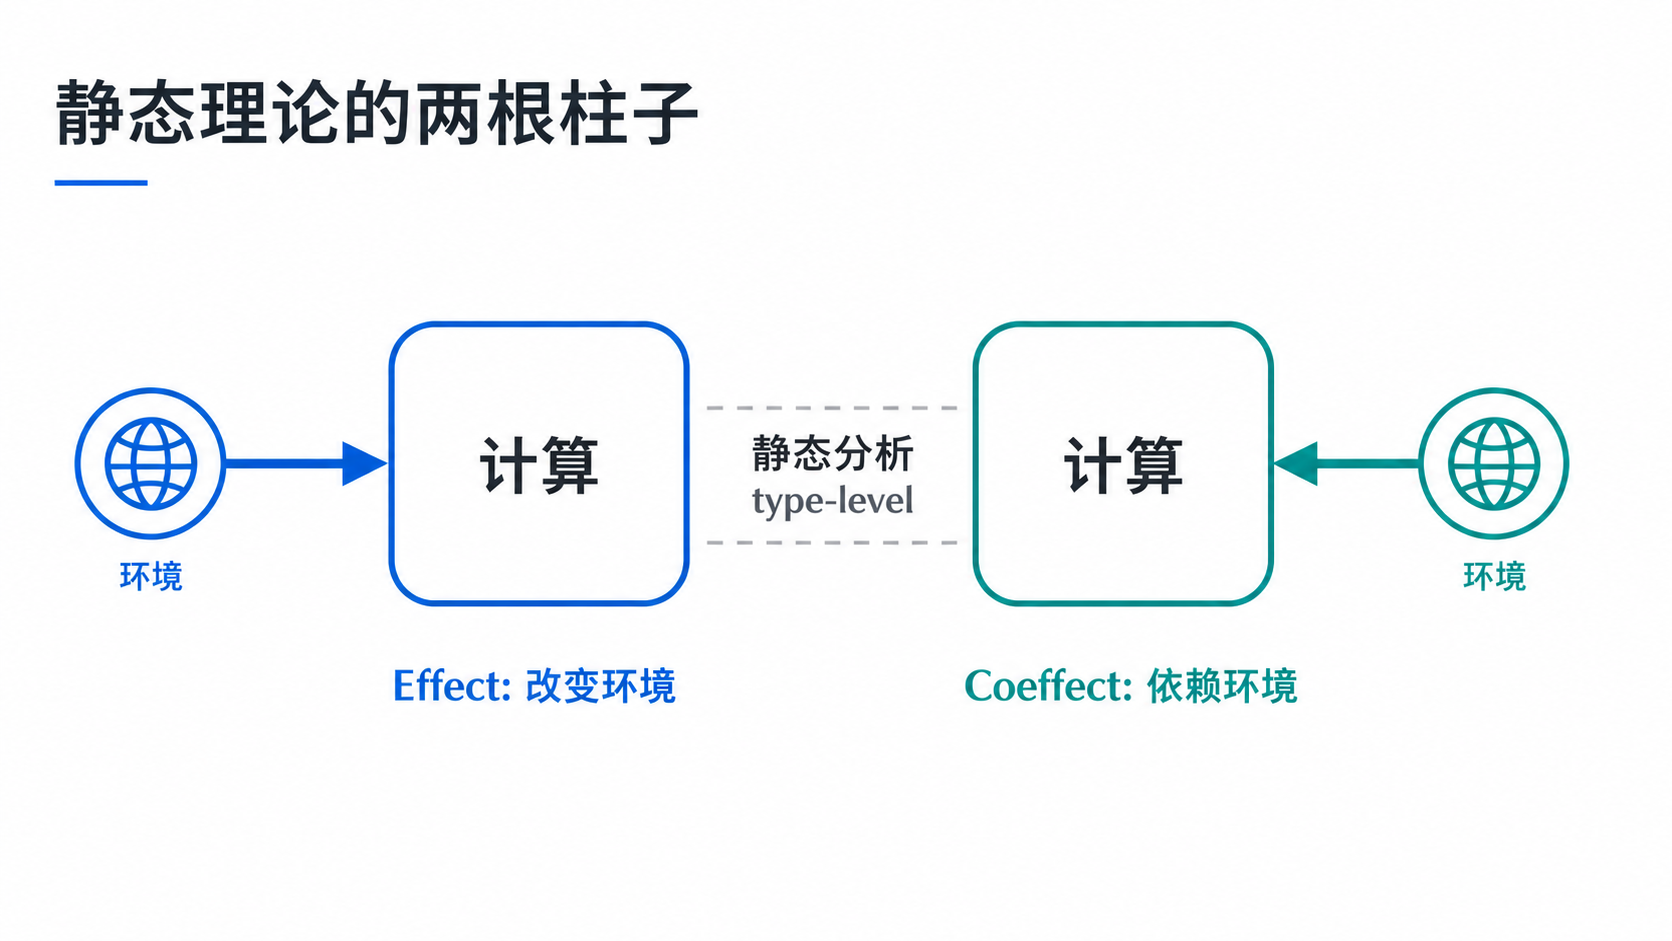 静态理论的两根柱子
环境
计算
Effect: 改变环境
静态分析
type-level
计算
Coeffect: 依赖环境
环境